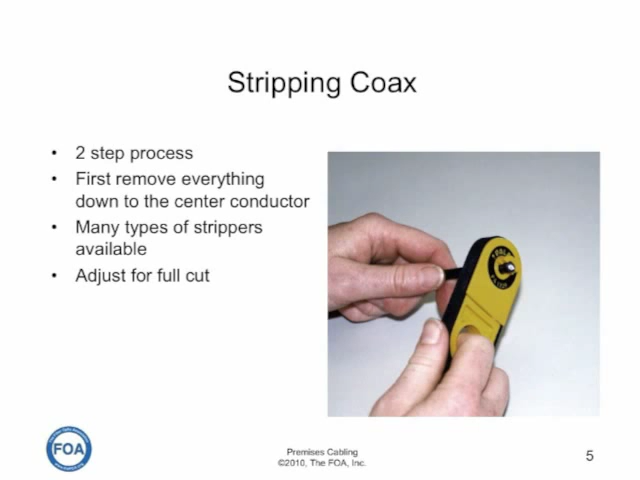 Stripping Coax
• 2 step process
• First remove everything
down to the center conductor
• Many types of strippers
available
• Adjust for full cut
FOA
Premises Cabling
©2010, The FOA, Inc.
5